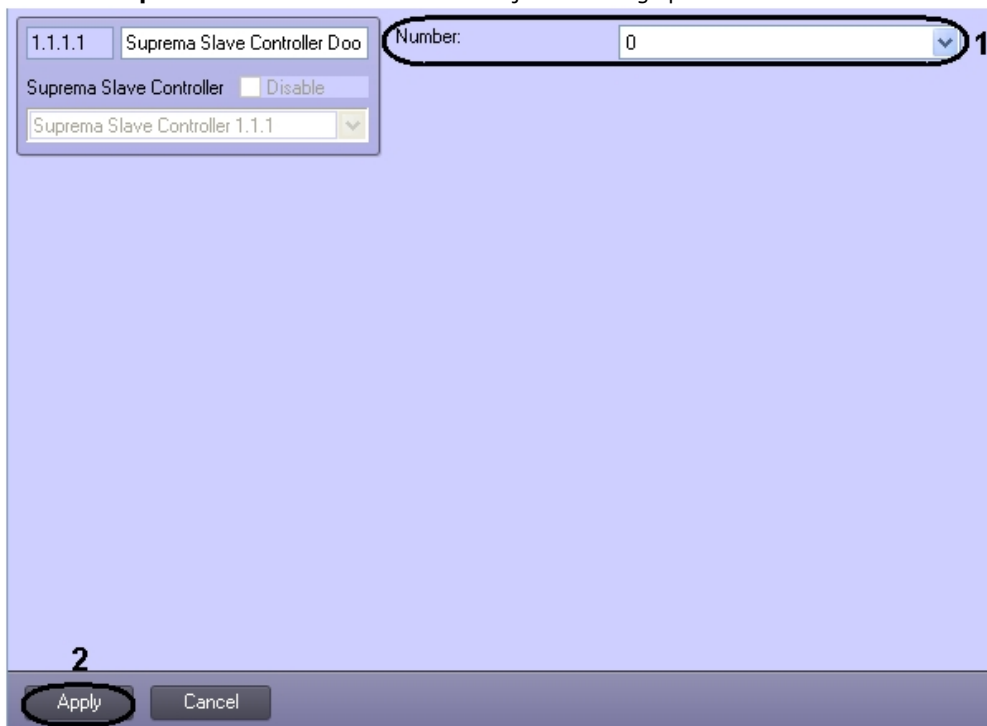 1.1.1.1 Suprema Slave Controller Doo Number: 0 1
Suprema Slave Controller Disable
Suprema Slave Controller 1.1.1
2
Apply Cancel